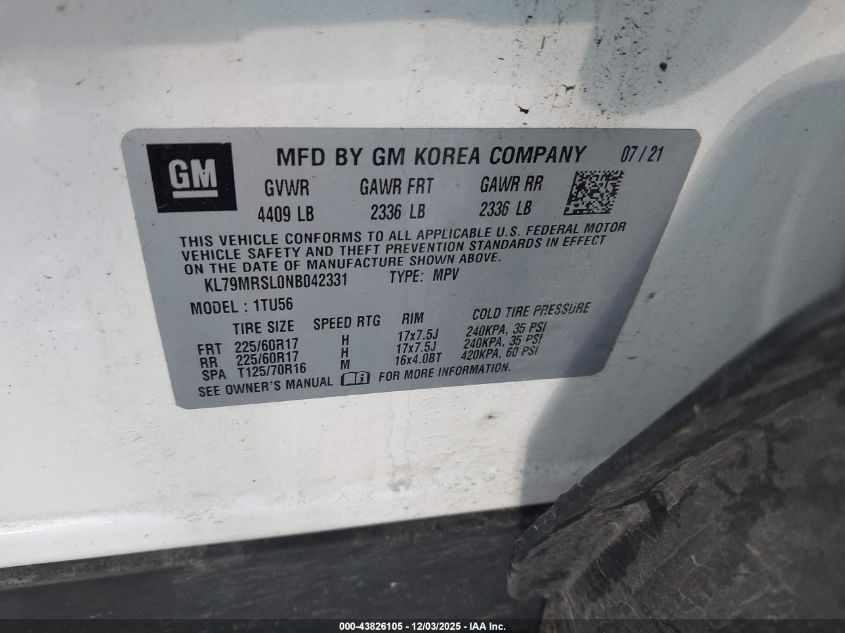 GM MFD BY GM KOREA COMPANY 07/21
GVWR GAWR FRT GAWR RR
4409 LB 2336 LB 2336 LB
THIS VEHICLE CONFORMS TO ALL APPLICABLE U.S. FEDERAL MOTOR
VEHICLE SAFETY AND THEFT PREVENTION STANDARDS IN EFFECT
ON THE DATE OF MANUFACTURE SHOWN ABOVE.
KL79MRSL0NB042331 TYPE: MPV
MODEL: 1TU56
TIRE SIZE SPEED RTG RIM COLD TIRE PRESSURE
FRT 225/60R17 H 17x7.5J 240KPA, 35 PSI
RR 225/60R17 H 17x7.5J 240KPA, 35 PSI
SPA T125/70R16 M 16x4.0BT 420KPA, 60 PSI
SEE OWNER'S MANUAL FOR MORE INFORMATION.
000-43826105 - 12/03/2025 - IAA Inc.